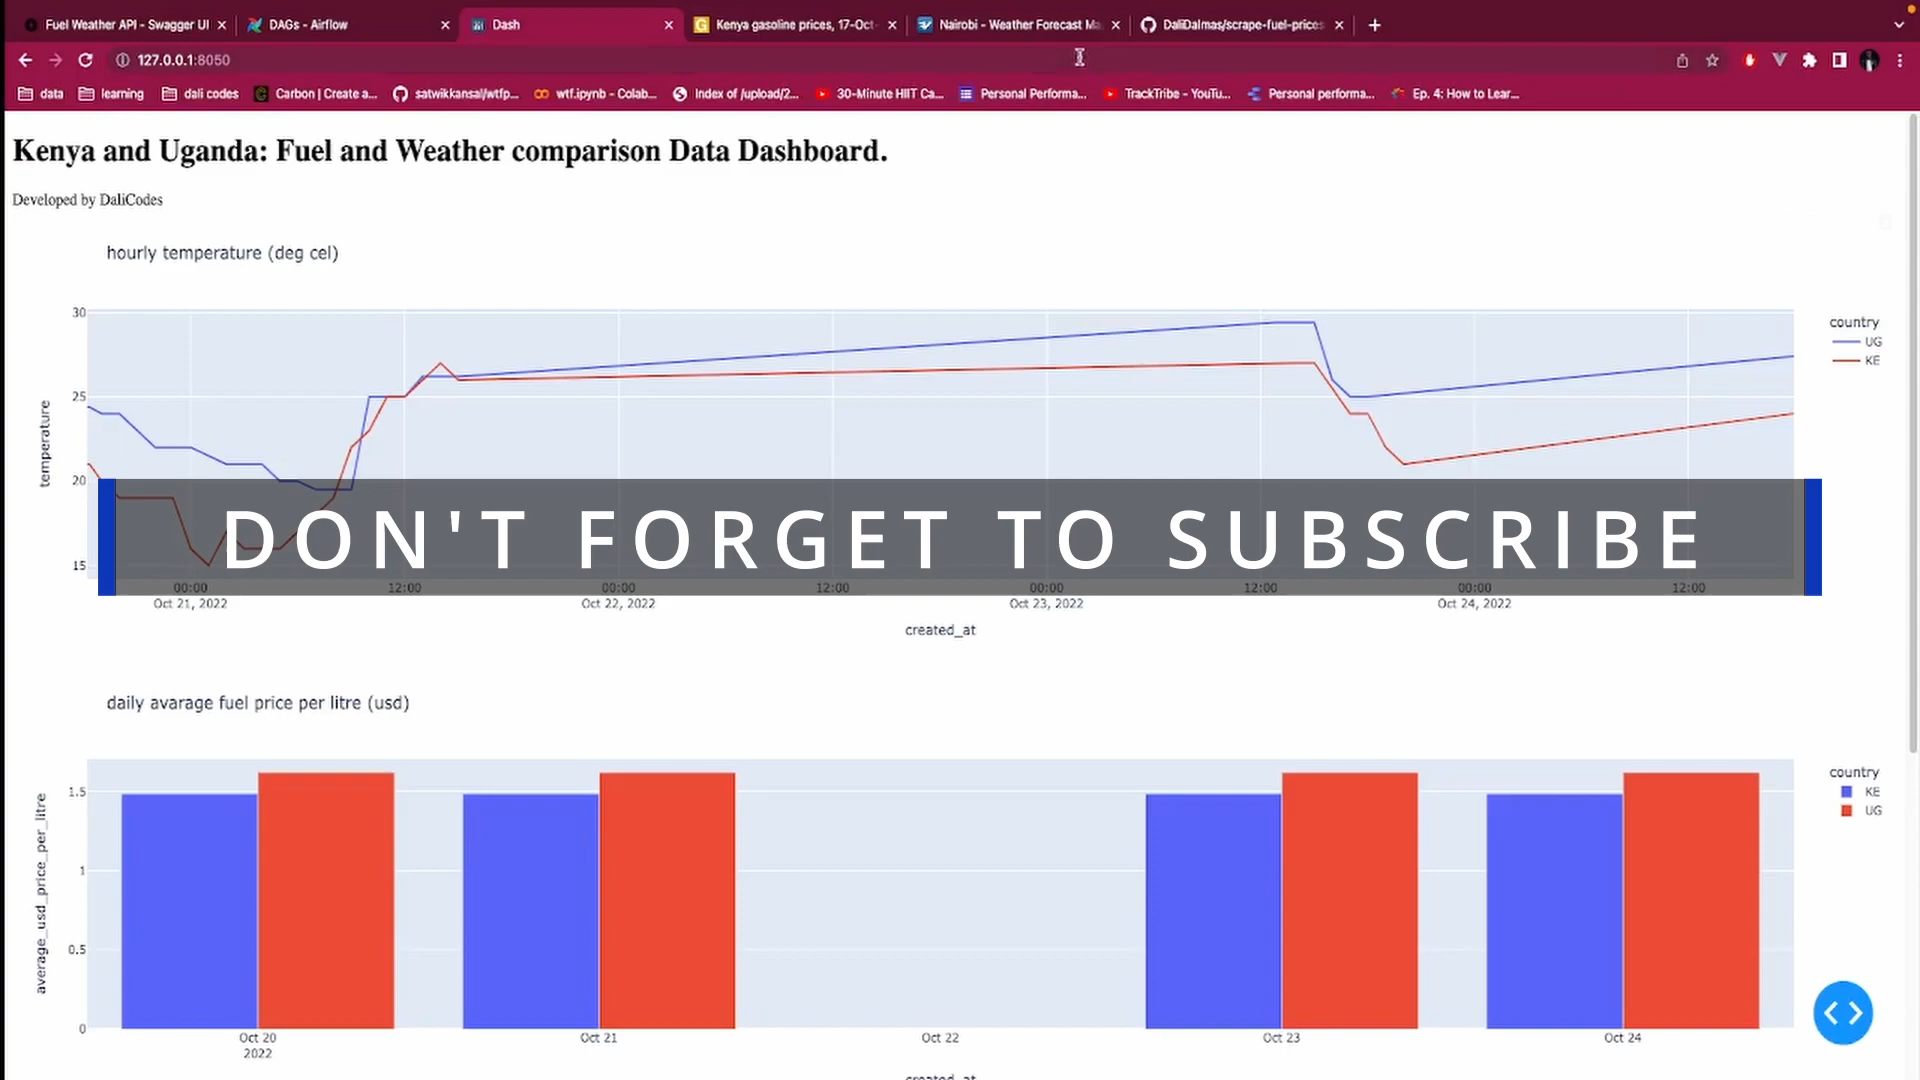 Fuel Weather API - Swagger UI
DAGs - Airflow
Dash
Kenya gasoline prices, 17-Oct-
Nairobi - Weather Forecast Ma
DaliDalmas/scrape-fuel-prices
127.0.0.1:8050
data
learning
dali codes
Carbon | Create a...
satwikkansal/wtfp...
wtf.ipynb - Colab...
Index of /upload/2...
30-Minute HIIT Ca...
Personal Performa...
TrackTribe - YouTu...
Personal performa...
Ep. 4: How to Lear...
Kenya and Uganda: Fuel and Weather comparison Data Dashboard.
Developed by DaliCodes
hourly temperature (deg cel)
30
25
20
15
temperature
country
UG
KE
DON'T FORGET TO SUBSCRIBE
00:00 12:00 00:00 12:00 00:00 12:00 00:00 12:00
Oct 21, 2022 Oct 22, 2022 Oct 23, 2022 Oct 24, 2022
created_at
daily avarage fuel price per litre (usd)
1.5
1
0.5
0
average_usd_price_per_litre
country
KE
UG
Oct 20 Oct 21 Oct 22 Oct 23 Oct 24
2022
created_at